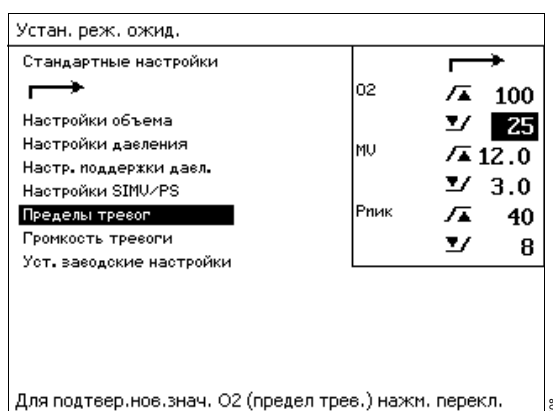 Устан. реж. ожид.
Стандартные настройки
Настройки объема
Настройки давления
Настр. поддержки давл.
Настройки SIMV/PS
Пределы тревог
Громкость тревоги
Уст. заводские настройки
O2 100
25
MV 12.0
3.0
Pпик 40
8
Для подтвер.нов.знач. O2 (предел трев.) нажм. перекл.